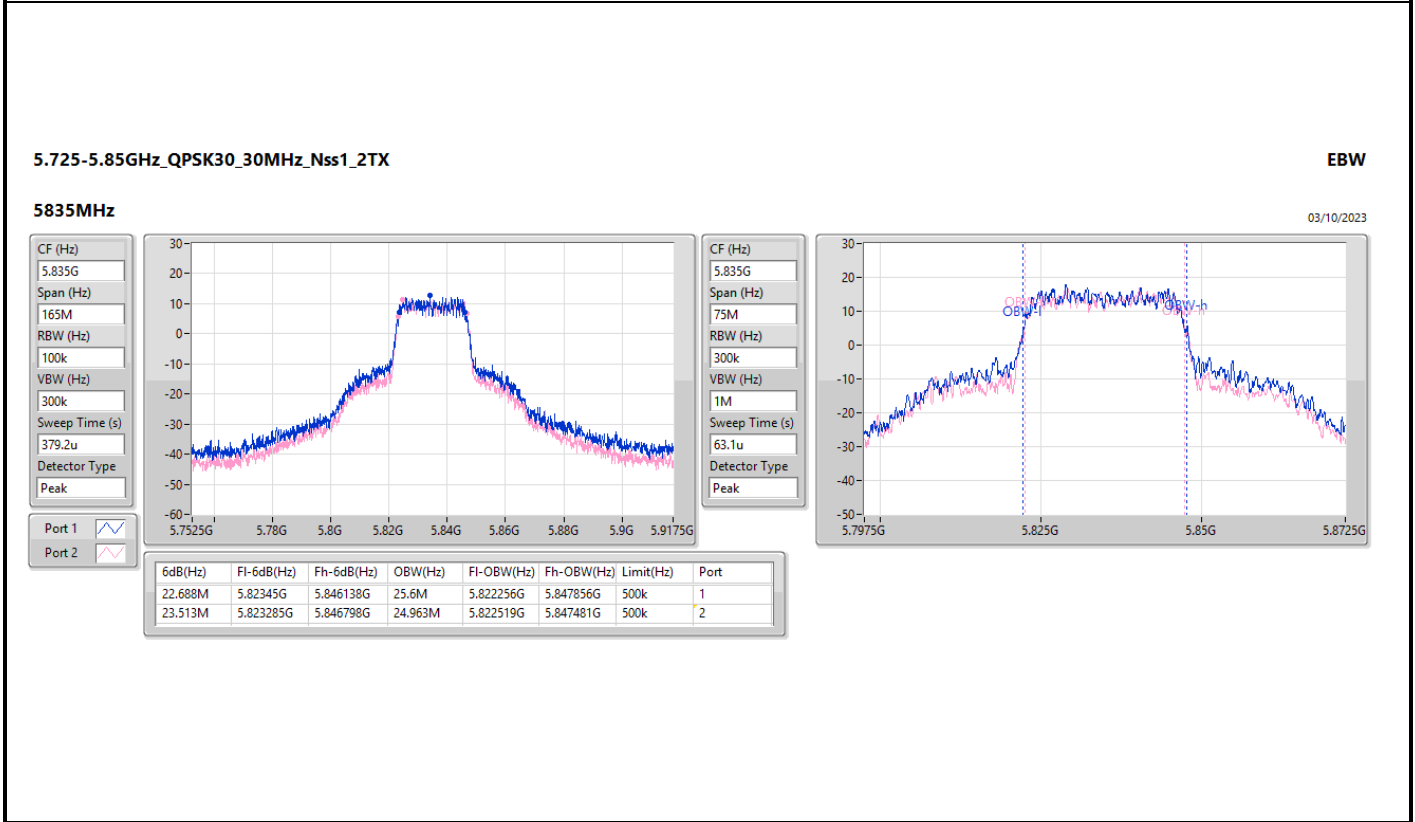 5.725-5.85GHz_QPSK30_30MHz_Nss1_2TX
EBW
5835MHz
03/10/2023
CF (Hz)
5.835G
Span (Hz)
165M
RBW (Hz)
100k
VBW (Hz)
300k
Sweep Time (s)
379.2u
Detector Type
Peak
Port 1
Port 2
30
20
10
0
-10
-20
-30
-40
-50
-60
5.7525G 5.78G 5.8G 5.82G 5.84G 5.86G 5.88G 5.9G 5.9175G
CF (Hz)
5.835G
Span (Hz)
75M
RBW (Hz)
300k
VBW (Hz)
1M
Sweep Time (s)
63.1u
Detector Type
Peak
30
20
10
0
-10
-20
-30
-40
-50
OBW-l
OBW-h
5.7975G 5.825G 5.85G 5.8725G
6dB(Hz) Fl-6dB(Hz) Fh-6dB(Hz) OBW(Hz) Fl-OBW(Hz) Fh-OBW(Hz) Limit(Hz) Port
22.688M 5.82345G 5.846138G 25.6M 5.822256G 5.847856G 500k 1
23.513M 5.823285G 5.846798G 24.963M 5.822519G 5.847481G 500k 2